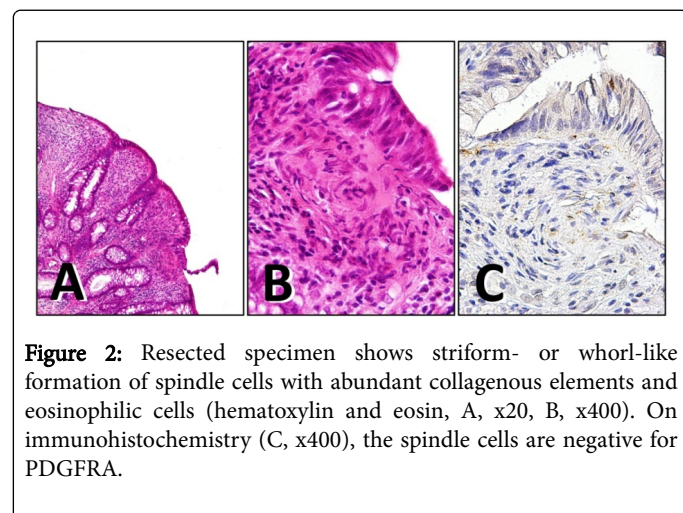 A
B
C
Figure 2: Resected specimen shows striform- or whorl-like
formation of spindle cells with abundant collagenous elements and
eosinophilic cells (hematoxylin and eosin, A, x20, B, x400). On
immunohistochemistry (C, x400), the spindle cells are negative for
PDGFRA.